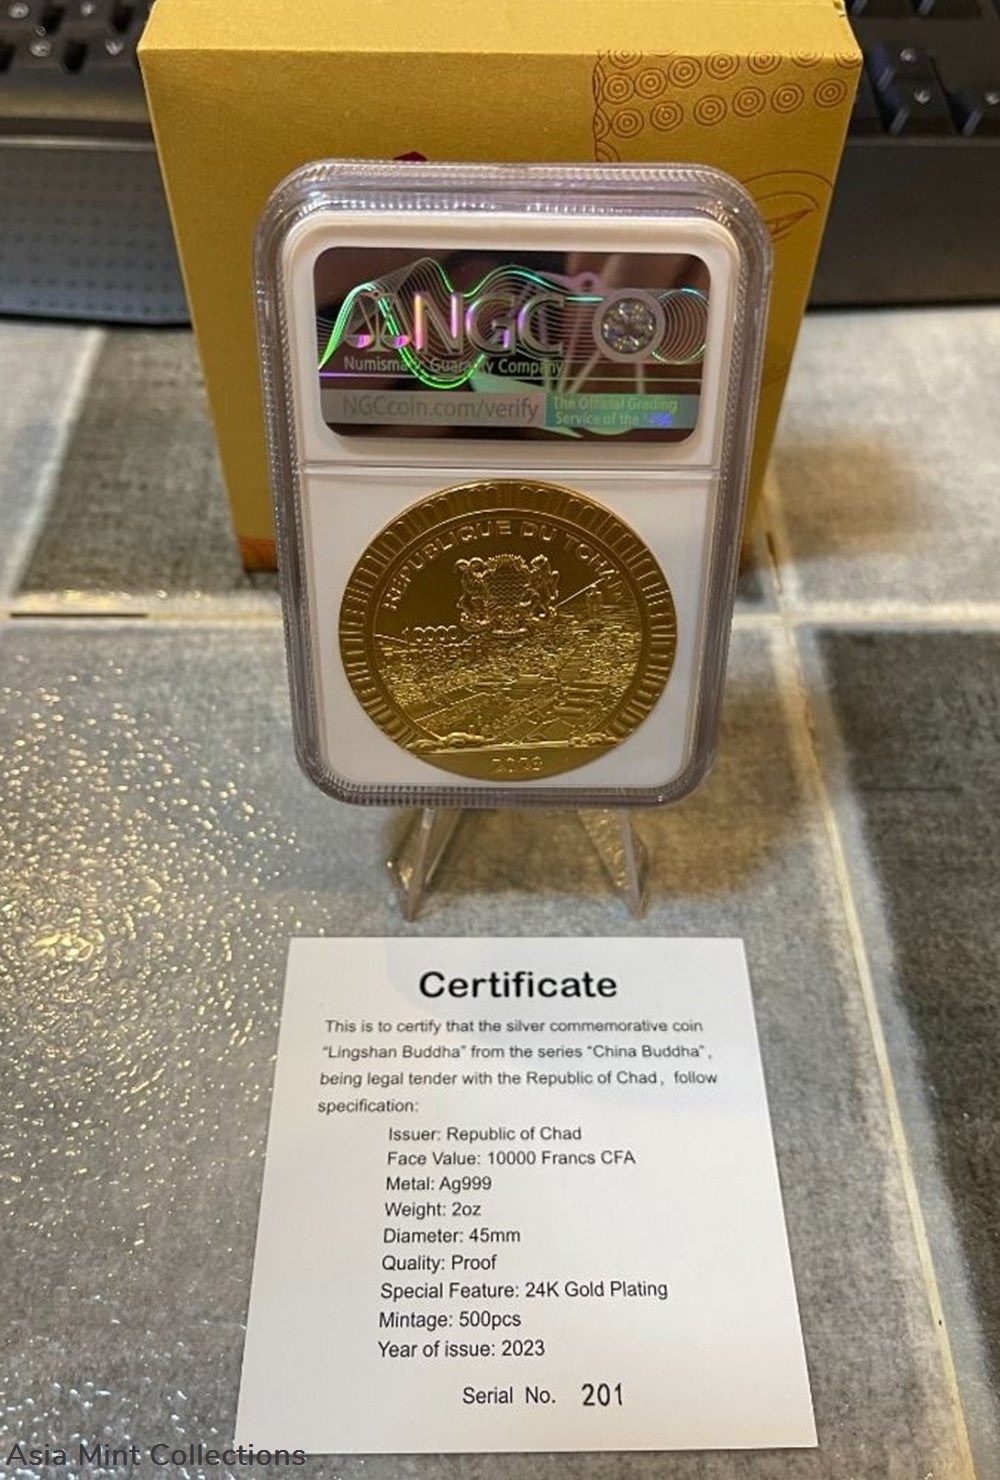 NGC
Numismatic Guaranty Company
NGCcoin.com/verify
The Official Grading
Service of the
REPUBLIQUE DU TCHAD
10000
2023
Certificate
This is to certify that the silver commemorative coin
“Lingshan Buddha” from the series “China Buddha”,
being legal tender with the Republic of Chad, follow
specification:
Issuer: Republic of Chad
Face Value: 10000 Francs CFA
Metal: Ag999
Weight: 2oz
Diameter: 45mm
Quality: Proof
Special Feature: 24K Gold Plating
Mintage: 500pcs
Year of issue: 2023
Serial No. 201
Asia Mint Collections